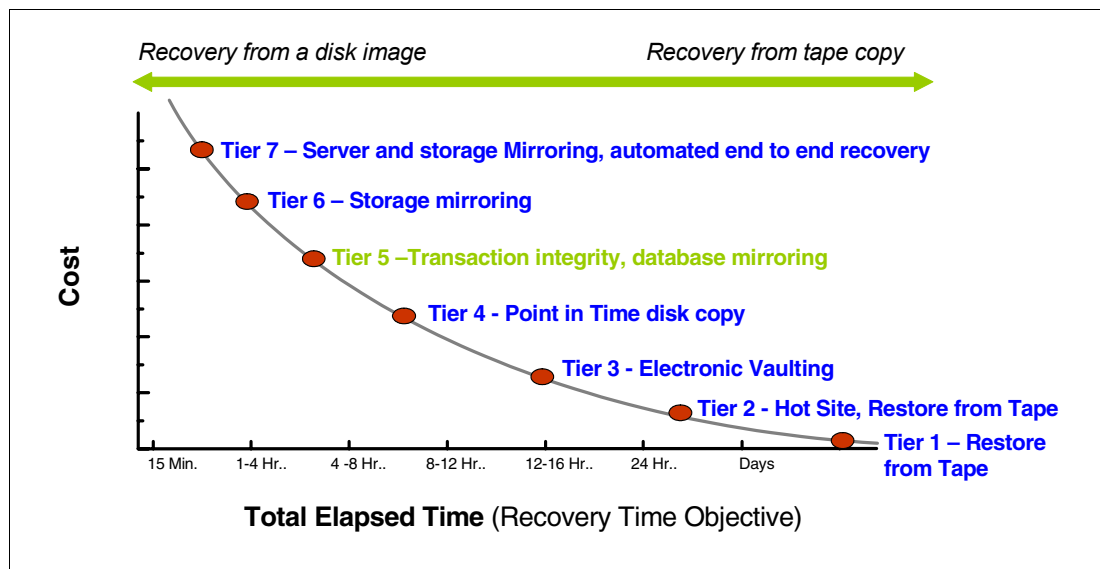 Recovery from a disk image
Recovery from tape copy
Tier 7 – Server and storage Mirroring, automated end to end recovery
Tier 6 – Storage mirroring
Tier 5 –Transaction integrity, database mirroring
Tier 4 - Point in Time disk copy
Tier 3 - Electronic Vaulting
Tier 2 - Hot Site, Restore from Tape
Tier 1 – Restore
from Tape
Cost
15 Min.
1-4 Hr..
4 -8 Hr..
8-12 Hr..
12-16 Hr..
24 Hr..
Days
Total Elapsed Time (Recovery Time Objective)